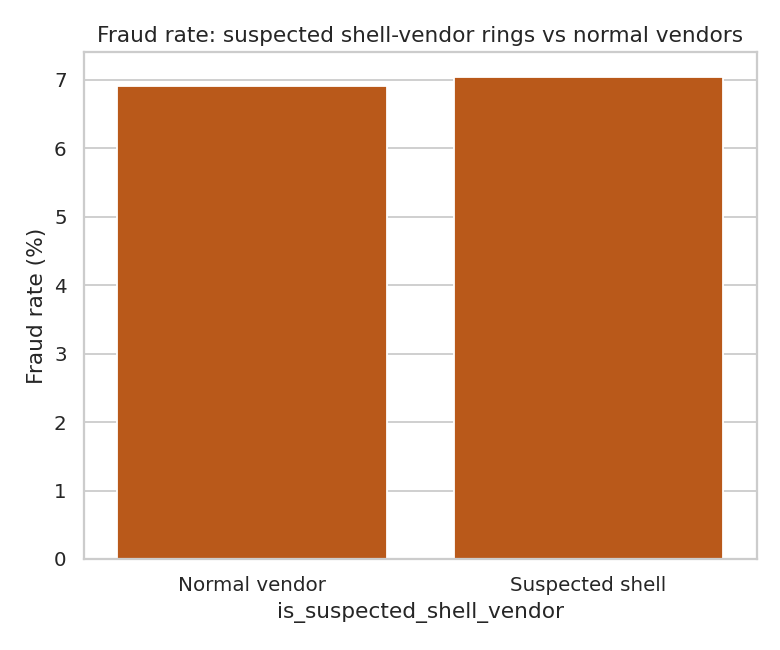 Fraud rate: suspected shell-vendor rings vs normal vendors
Fraud rate (%)
7
6
5
4
3
2
1
0
Normal vendor Suspected shell
is_suspected_shell_vendor